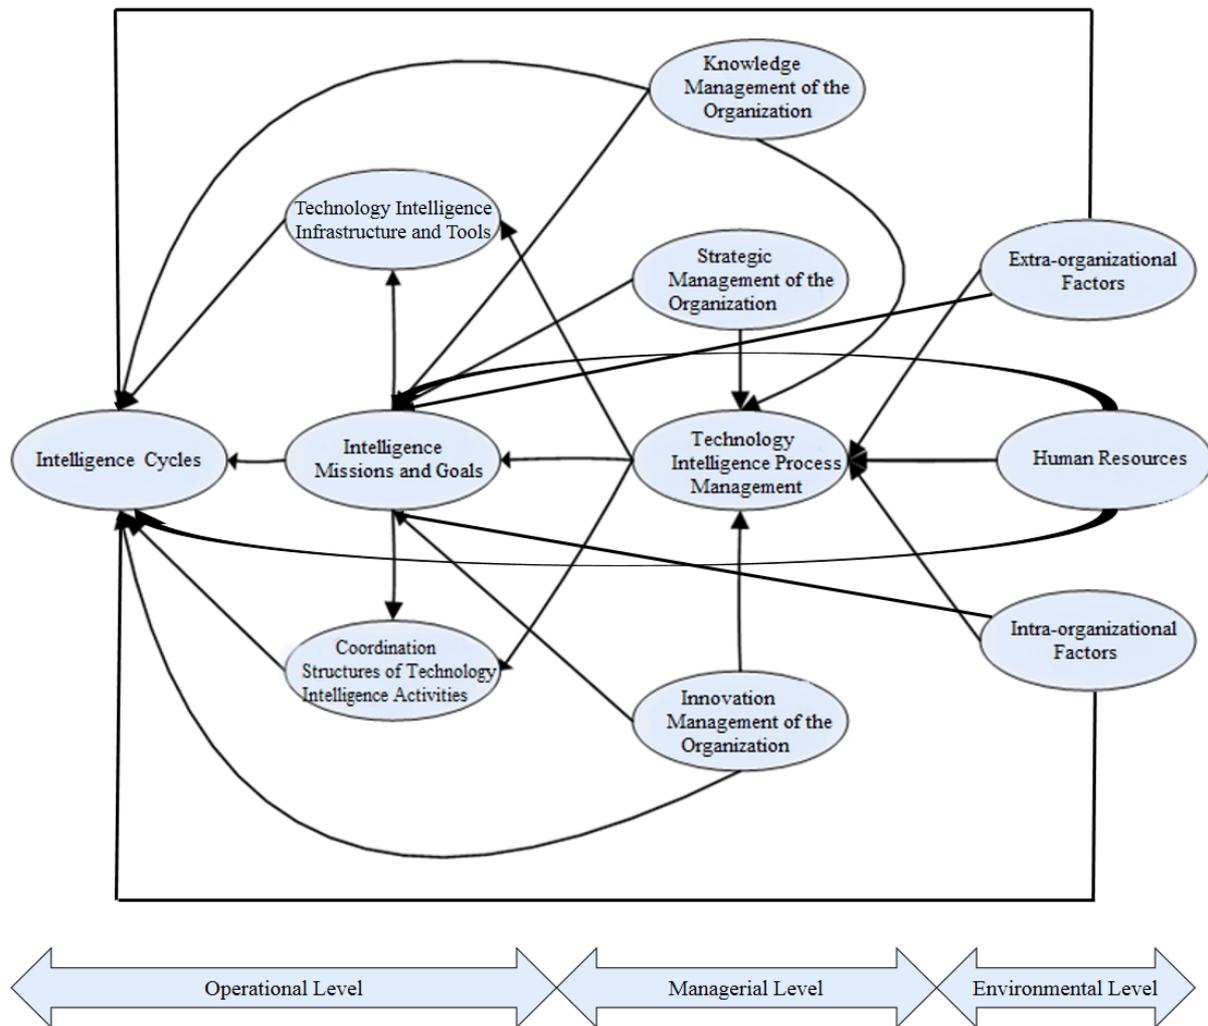 Knowledge
Management of the
Organization
Technology Intelligence
Infrastructure and Tools
Strategic
Management of the
Organization
Extra-organizational
Factors
Intelligence Cycles
Intelligence
Missions and Goals
Technology
Intelligence Process
Management
Human Resources
Coordination
Structures of Technology
Intelligence Activities
Innovation
Management of the
Organization
Intra-organizational
Factors
Operational Level
Managerial Level
Environmental Level